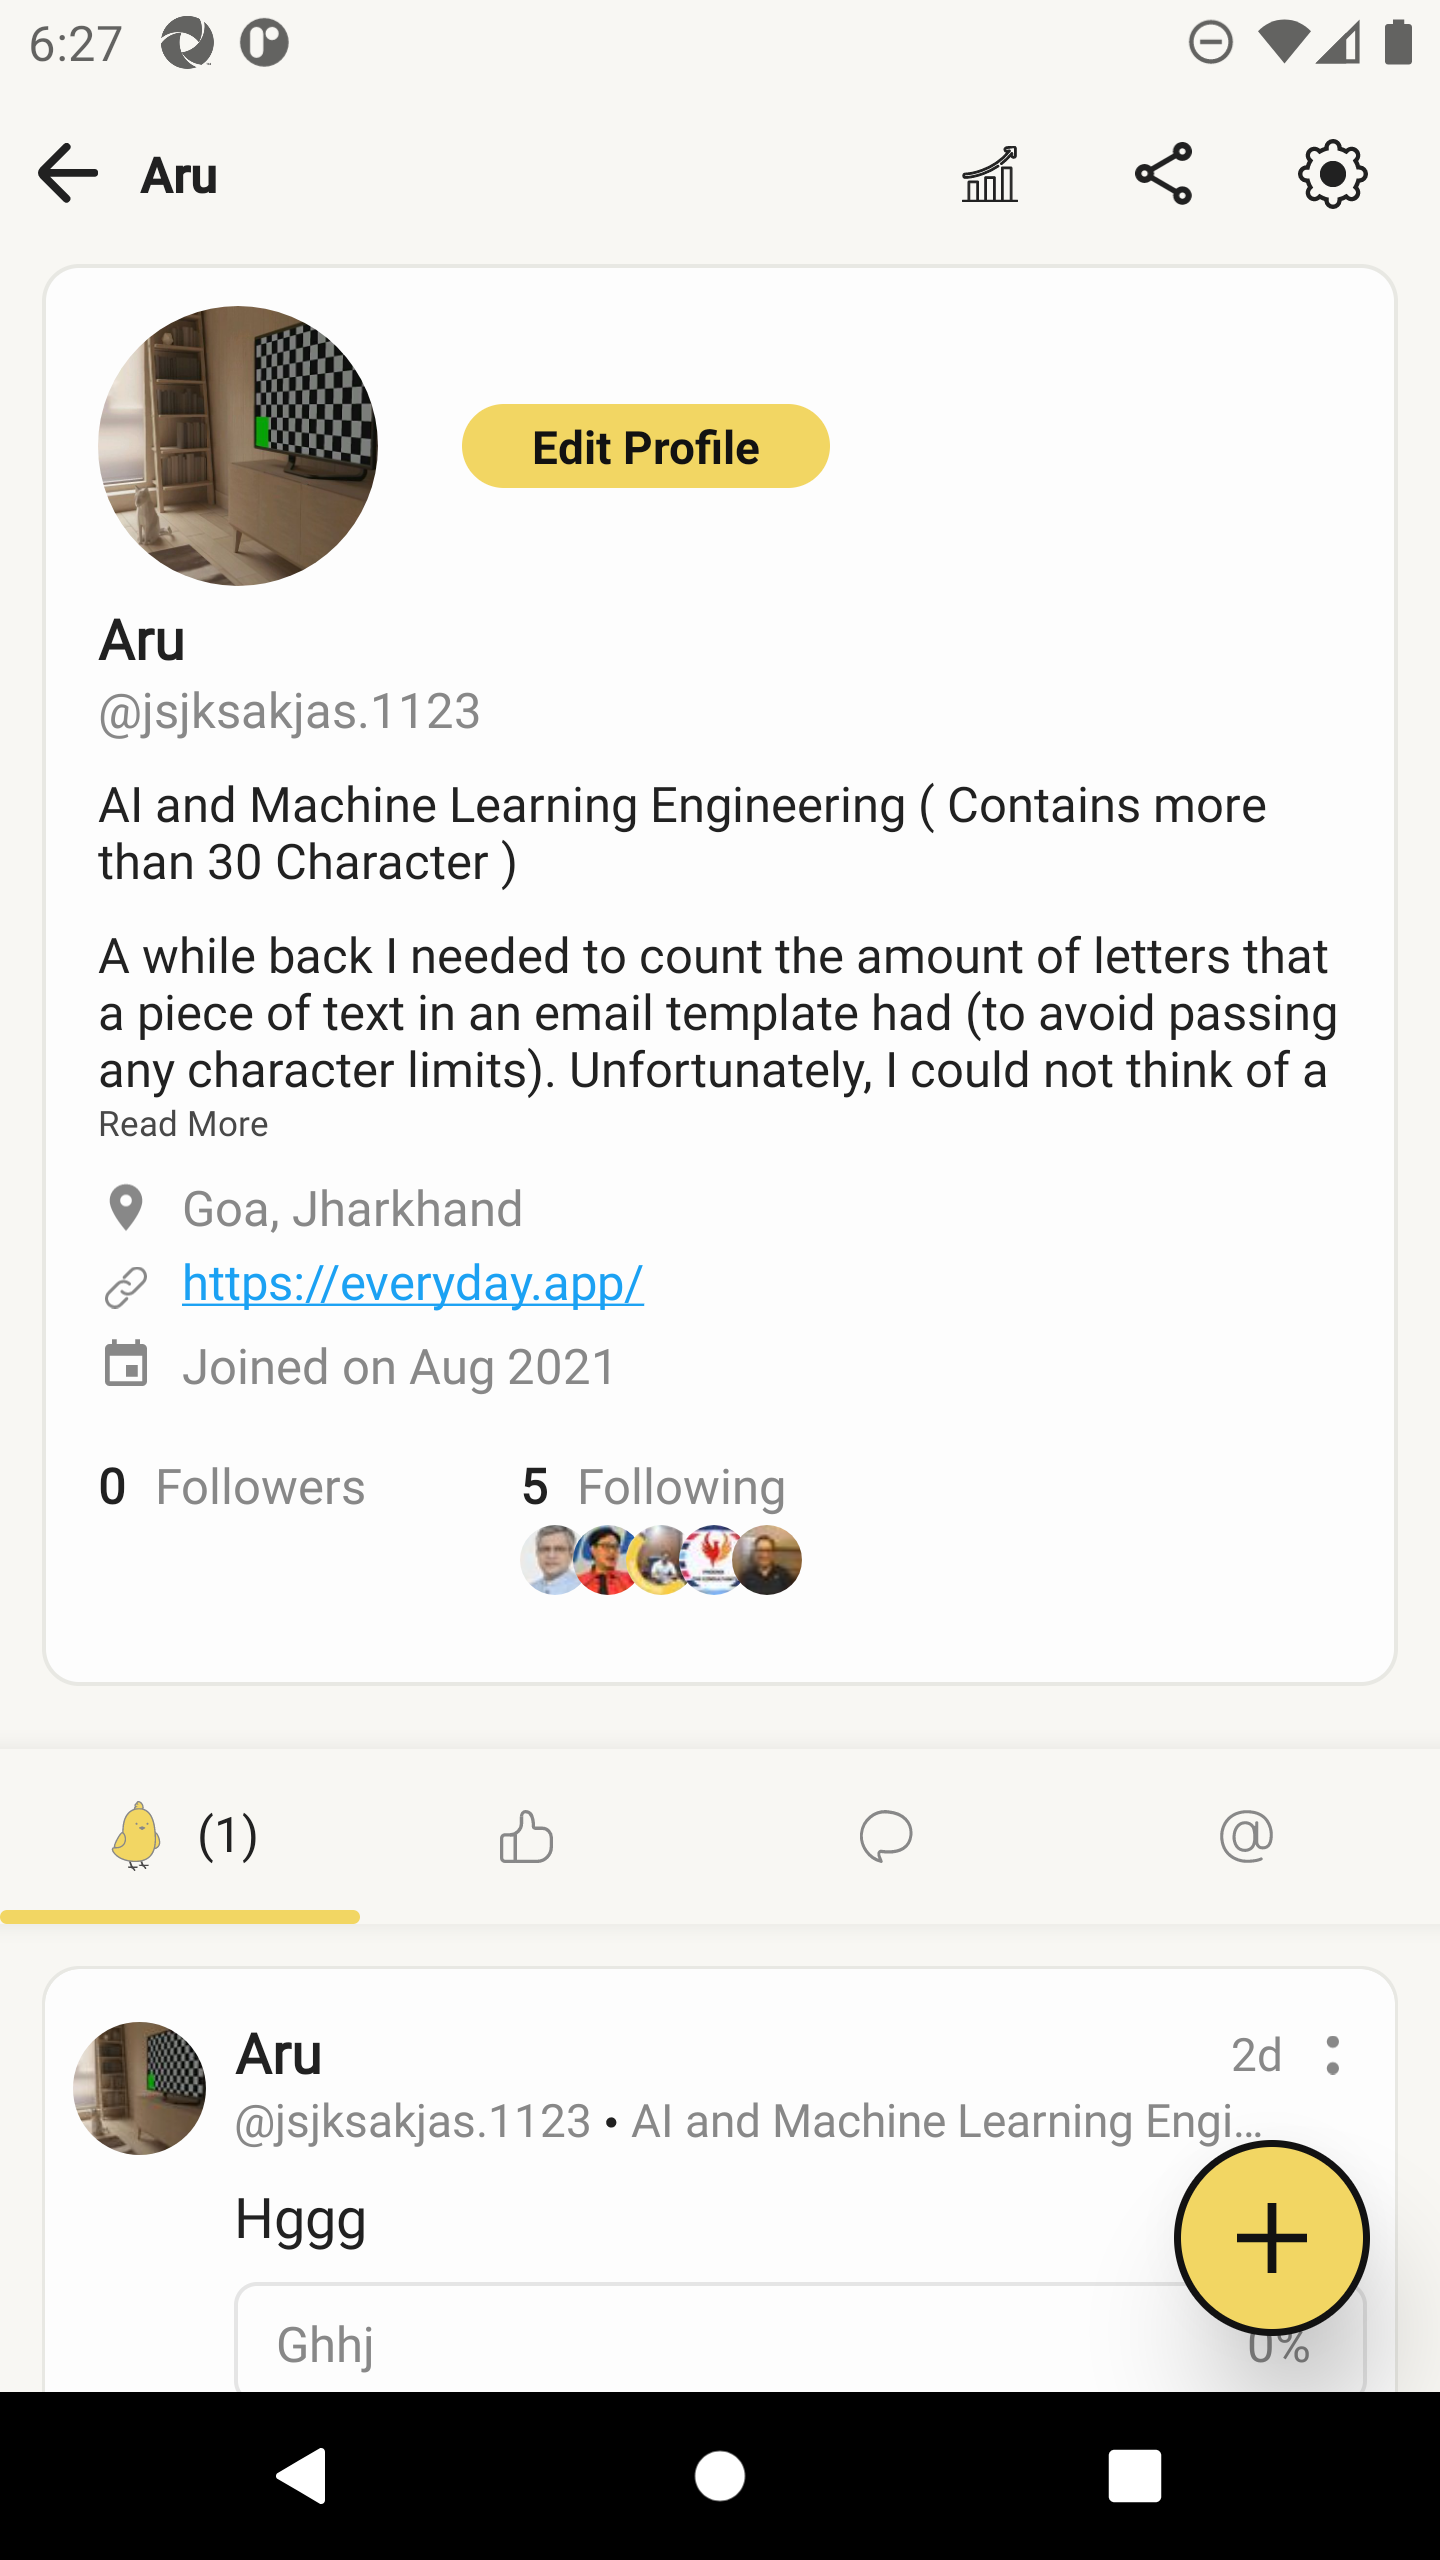 6:27
Aru
Edit Profile
Aru
@jsjksakjas.1123
AI and Machine Learning Engineering ( Contains more
than 30 Character )
A while back I needed to count the amount of letters that
a piece of text in an email template had (to avoid passing
any character limits). Unfortunately, I could not think of a
Read More
Goa, Jharkhand
https://everyday.app/
Joined on Aug 2021
0 Followers
5 Following
(1)
@
Aru
2d
@jsjksakjas.1123 • AI and Machine Learning Engi...
Hggg
Ghhj
0%